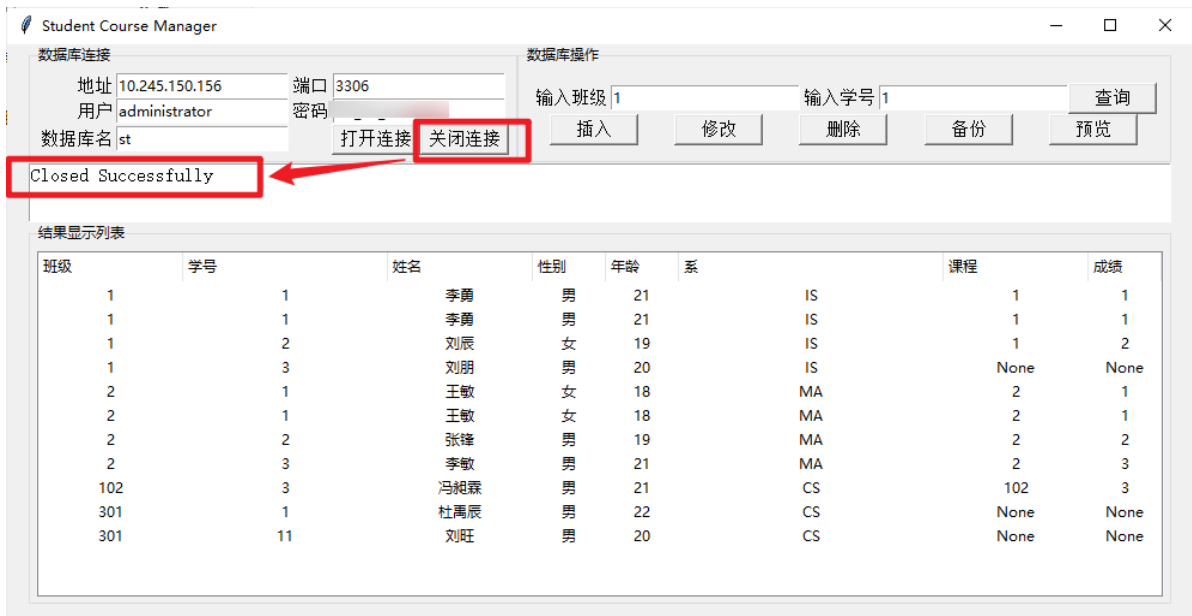 Student Course Manager
数据库连接
地址 10.245.150.156 端口 3306
用户 administrator 密码
数据库名 st 打开连接 关闭连接
数据库操作
输入班级 1 输入学号 1 查询
插入 修改 删除 备份 预览
Closed Successfully
结果显示列表
班级 学号 姓名 性别 年龄 系 课程 成绩
1 1 李勇 男 21 IS 1 1
1 1 李勇 男 21 IS 1 1
1 2 刘辰 女 19 IS 1 2
1 3 刘朋 男 20 IS None None
2 1 王敏 女 18 MA 2 1
2 1 王敏 女 18 MA 2 1
2 2 张锋 男 19 MA 2 2
2 3 李敏 男 21 MA 2 3
102 3 冯昶霖 男 21 CS 102 3
301 1 杜禹辰 男 22 CS None None
301 11 刘旺 男 20 CS None None